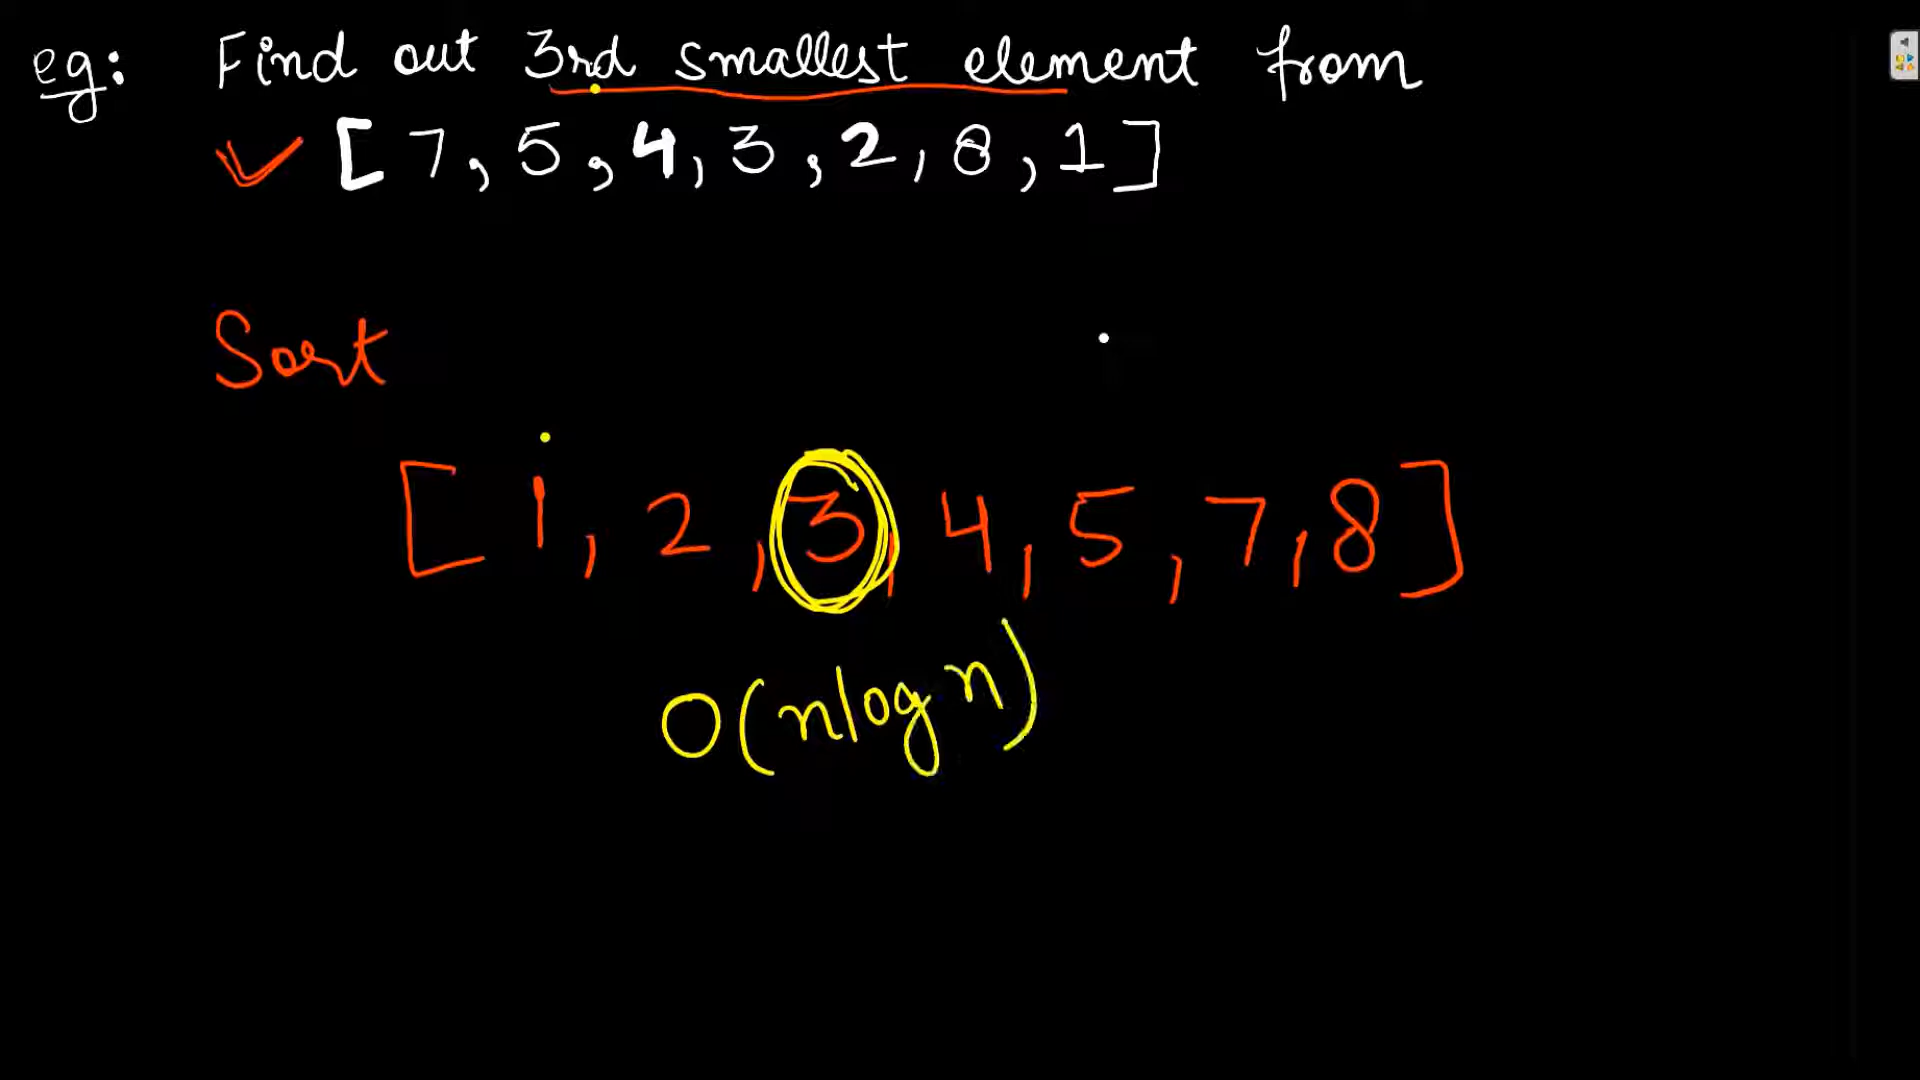 eg: Find out 3rd smallest element from
[7, 5, 4, 3, 2, 8, 1]
Sort
[1, 2, 3, 4, 5, 7, 8]
O(n log n)